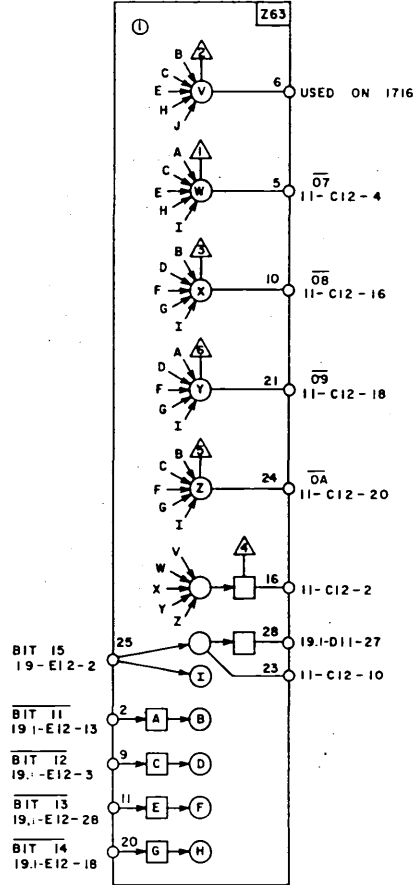 Z63
1
B
2
C
E
V
6
USED ON 1716
H
J
A
1
C
E
W
5
07
11-C12-4
H
I
B
3
D
F
X
10
08
11-C12-16
G
I
A
6
D
F
Y
21
09
11-C12-18
G
I
B
5
C
F
Z
24
0A
11-C12-20
G
I
V
W
4
X
16
11-C12-2
Y
Z
BIT 15
19-E12-2
25
28
19.1-D11-27
I
23
11-C12-10
BIT 11
19.1-E12-13
2
A
B
BIT 12
19.1-E12-3
9
C
D
BIT 13
19.1-E12-28
11
E
F
BIT 14
19.1-E12-18
20
G
H